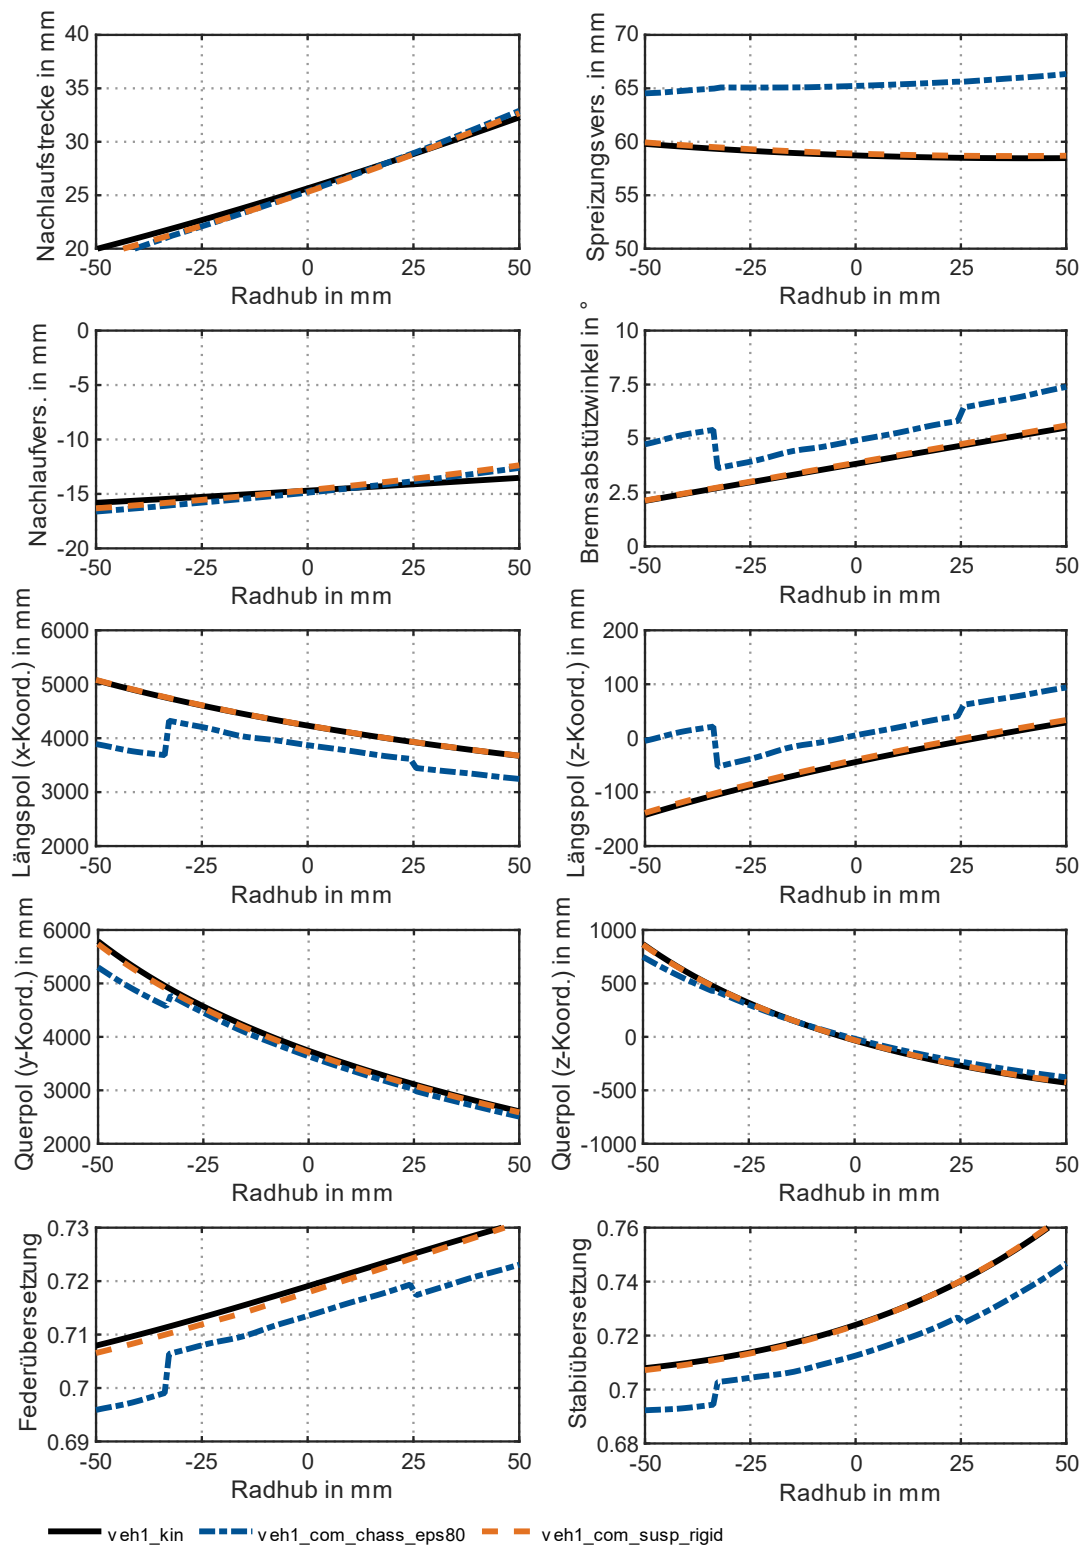 Nachlaufstrecke in mm
40
35
30
25
20
-50 -25 0 25 50
Radhub in mm
Spreizungsvers. in mm
70
65
60
55
50
-50 -25 0 25 50
Radhub in mm
Nachlaufvers. in mm
0
-5
-10
-15
-20
-50 -25 0 25 50
Radhub in mm
Bremsabstützwinkel in °
10
7.5
5
2.5
0
-50 -25 0 25 50
Radhub in mm
Längspol (x-Koord.) in mm
6000
5000
4000
3000
2000
-50 -25 0 25 50
Radhub in mm
Längspol (z-Koord.) in mm
200
100
0
-100
-200
-50 -25 0 25 50
Radhub in mm
Querpol (y-Koord.) in mm
6000
5000
4000
3000
2000
-50 -25 0 25 50
Radhub in mm
Querpol (z-Koord.) in mm
1000
500
0
-500
-1000
-50 -25 0 25 50
Radhub in mm
Federübersetzung
0.73
0.72
0.71
0.7
0.69
-50 -25 0 25 50
Radhub in mm
Stabiübersetzung
0.76
0.74
0.72
0.7
0.68
-50 -25 0 25 50
Radhub in mm
veh1_kin veh1_com_chass_eps80 veh1_com_susp_rigid